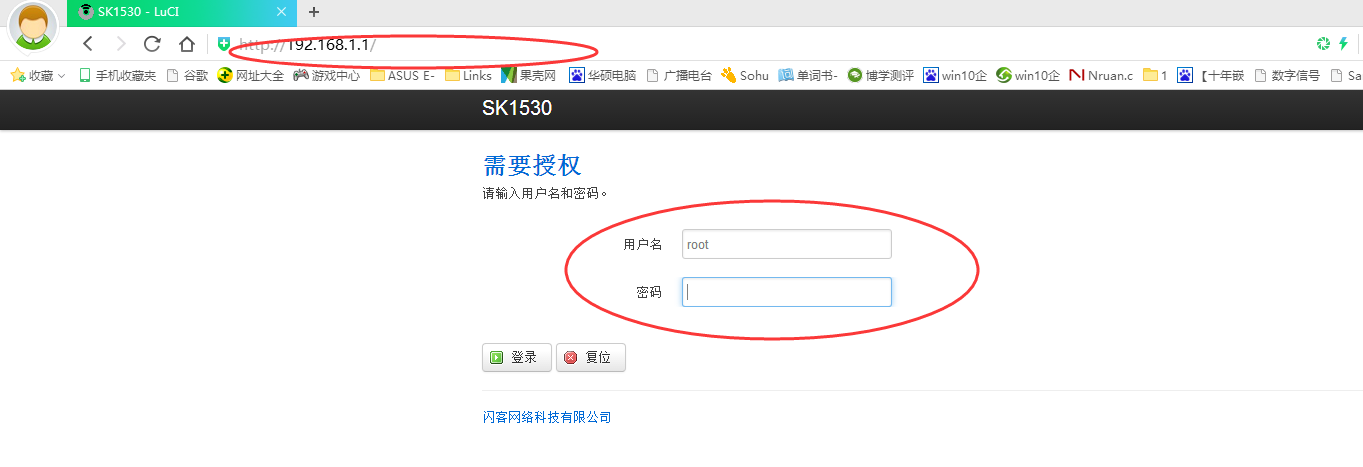 SK1530 - LuCI
http://192.168.1.1/
收藏 手机收藏夹 谷歌 网址大全 游戏中心 ASUS E- Links 果壳网 华硕电脑 广播电台 Sohu 单词书- 博学测评 win10企 win10企 Nruan.c 1 【十年嵌 数字信号 Sa
SK1530
需要授权
请输入用户名和密码。
用户名 root
密码
登录 复位
闪客网络科技有限公司